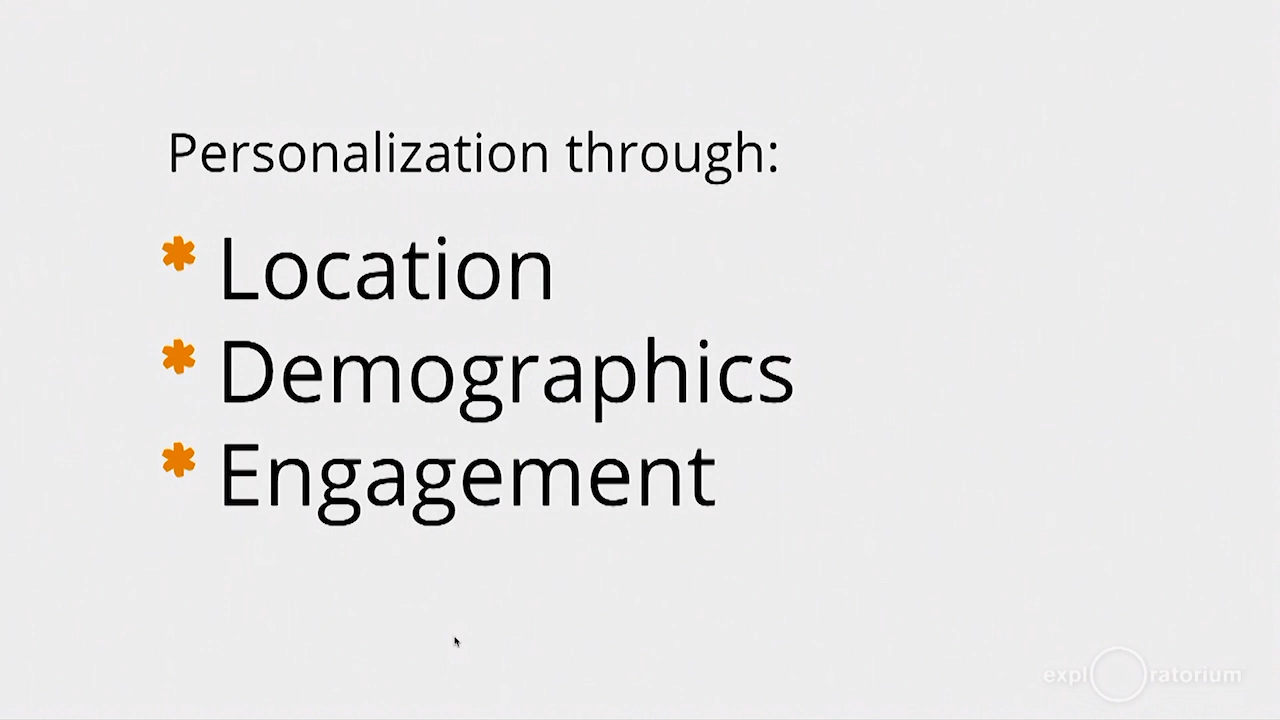 Personalization through:
* Location
* Demographics
* Engagement
explOratorium